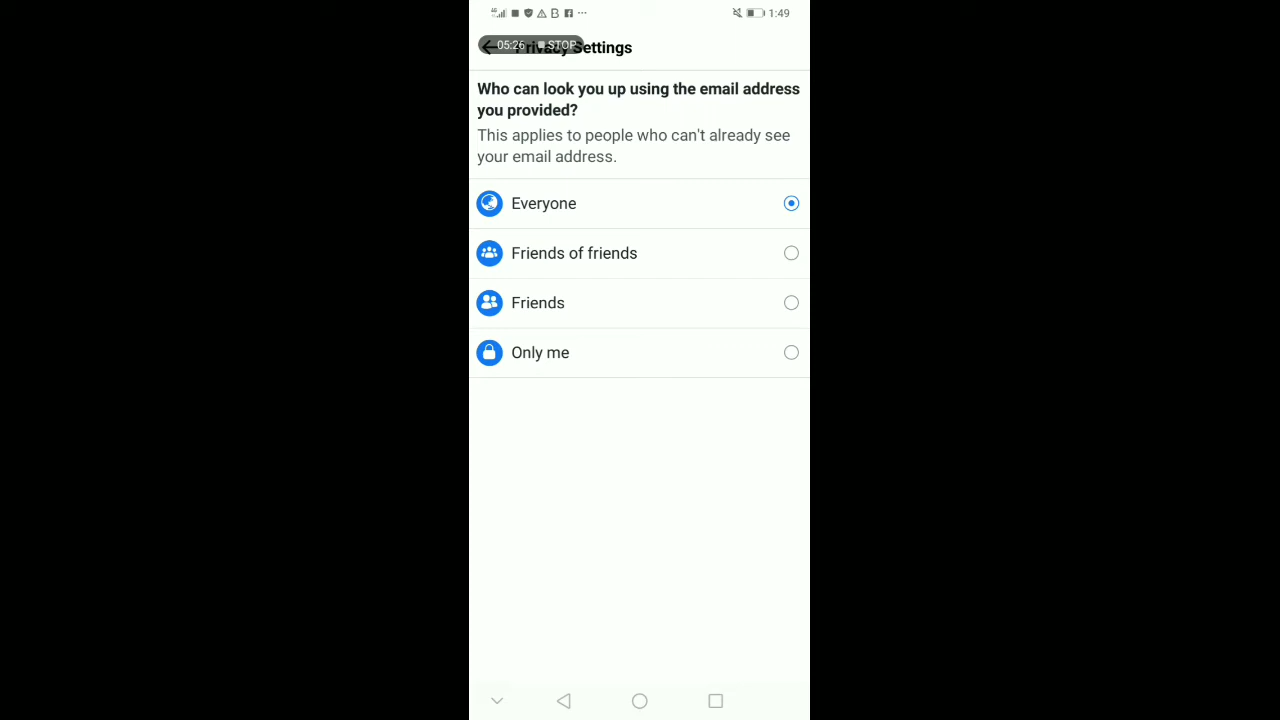 1:49
05:26 STOP
Privacy Settings
Who can look you up using the email address
you provided?
This applies to people who can't already see
your email address.
Everyone
Friends of friends
Friends
Only me